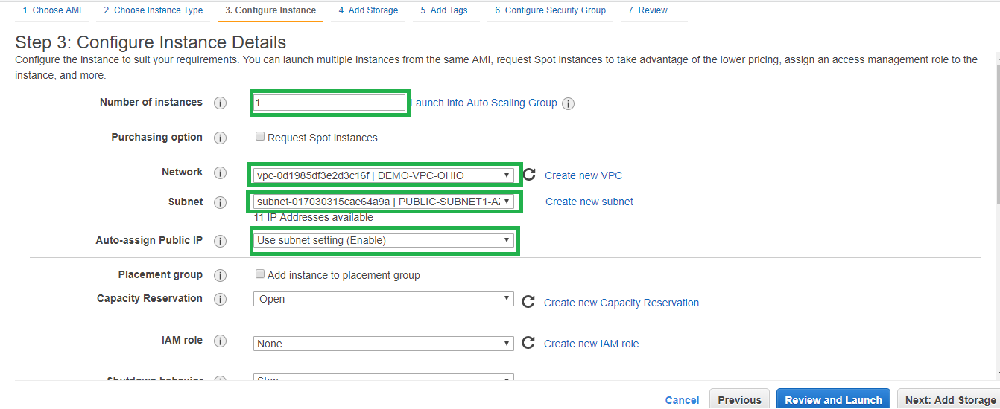 1. Choose AMI 2. Choose Instance Type 3. Configure Instance 4. Add Storage 5. Add Tags 6. Configure Security Group 7. Review
Step 3: Configure Instance Details
Configure the instance to suit your requirements. You can launch multiple instances from the same AMI, request Spot instances to take advantage of the lower pricing, assign an access management role to the
instance, and more.
Number of instances i 1 Launch into Auto Scaling Group i
Purchasing option i Request Spot instances
Network i vpc-0d1985df3e2d3c16f | DEMO-VPC-OHIO Create new VPC
Subnet i subnet-017030315cae64a9a | PUBLIC-SUBNET1-AZ Create new subnet
11 IP Addresses available
Auto-assign Public IP i Use subnet setting (Enable)
Placement group i Add instance to placement group
Capacity Reservation i Open Create new Capacity Reservation
IAM role i None Create new IAM role
Shutdown behavior i Stop
Cancel Previous Review and Launch Next: Add Storage